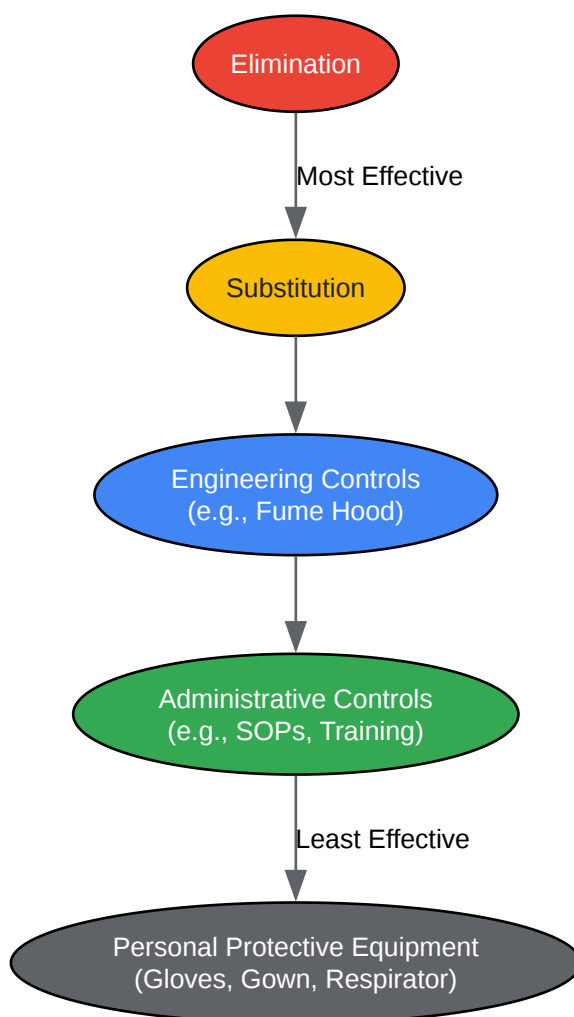 Elimination
Most Effective
Substitution
Engineering Controls
(e.g., Fume Hood)
Administrative Controls
(e.g., SOPs, Training)
Least Effective
Personal Protective Equipment
(Gloves, Gown, Respirator)